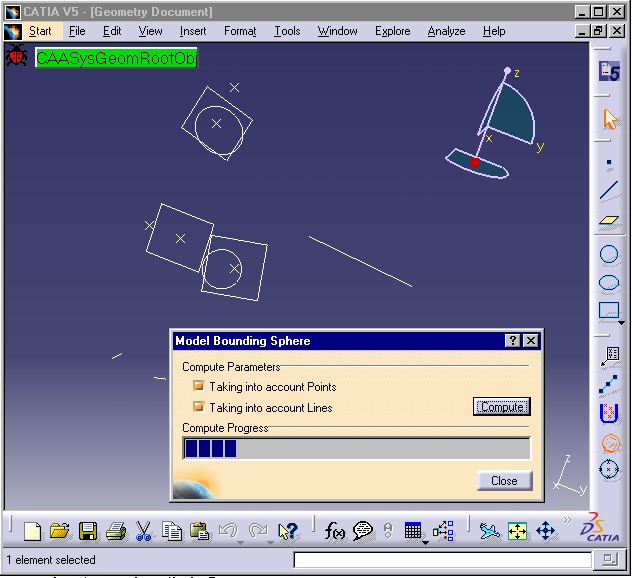 CATIA V5 - [Geometry Document]
Start File Edit View Insert Format Tools Window Explore Analyze Help
CAASysGeomRootObj
5
z
x
y
Model Bounding Sphere
Compute Parameters
Taking into account Points
Taking into account Lines
Compute
Compute Progress
Close
z
x
y
f(x)
CATIA
1 element selected